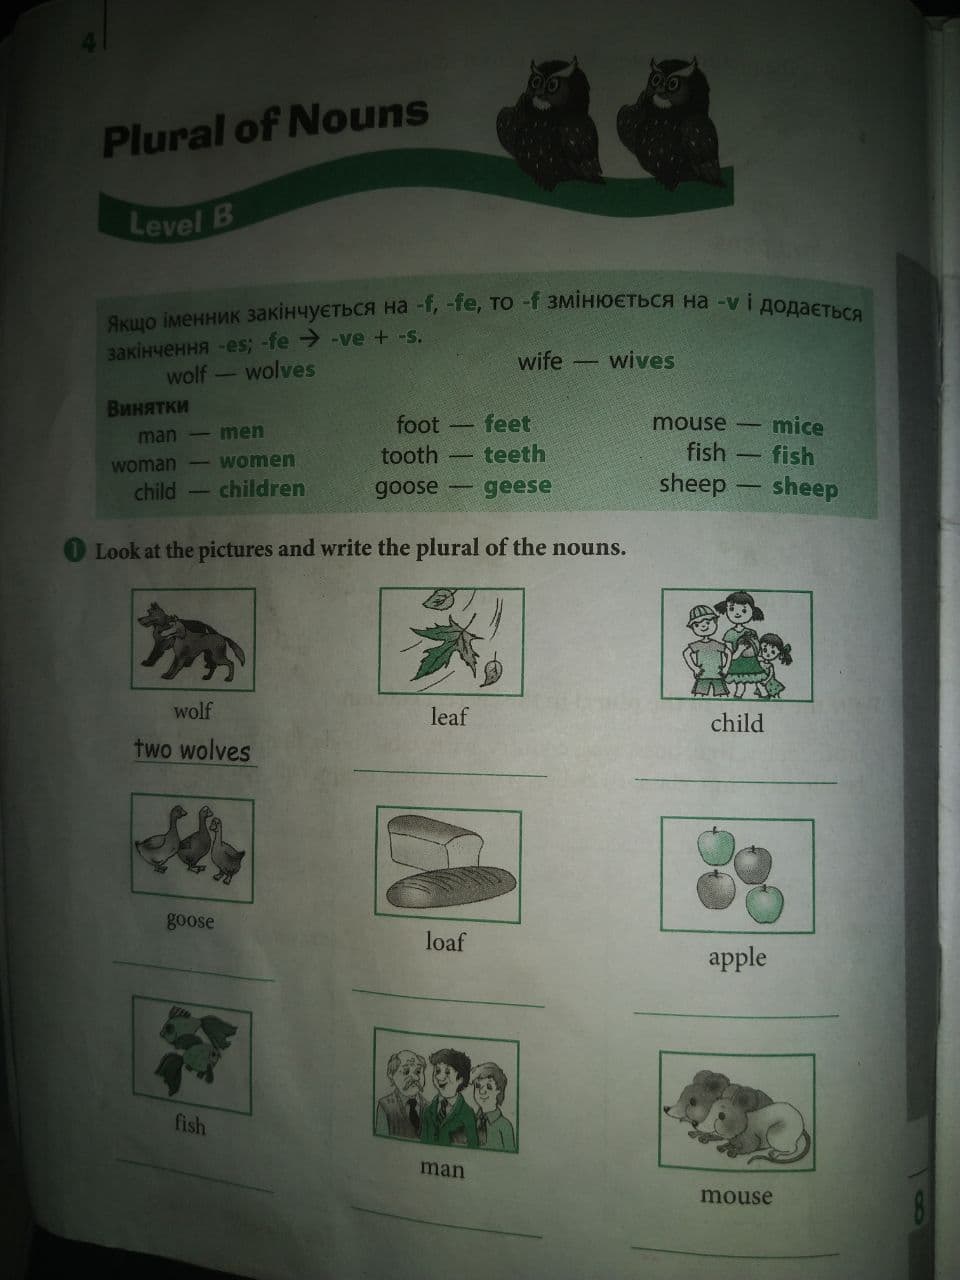 4
Plural of Nouns
Level B
Якщо іменник закінчується на -f, -fe, то -f змінюється на -v і додається
закінчення -es; -fe → -ve + -s.
wolf — wolves wife — wives
Винятки
man — men foot — feet mouse — mice
woman — women tooth — teeth fish — fish
child — children goose — geese sheep — sheep
1 Look at the pictures and write the plural of the nouns.
wolf leaf child
two wolves
goose loaf apple
fish man mouse
8